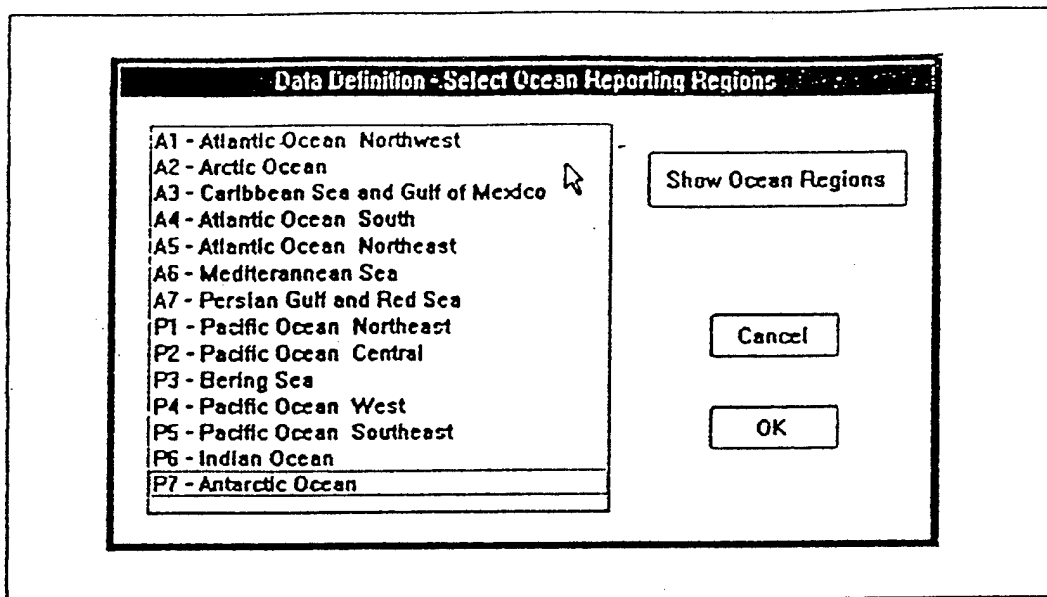 Data Definition - Select Ocean Reporting Regions
A1 - Atlantic Ocean Northwest
A2 - Arctic Ocean
A3 - Caribbean Sea and Gulf of Mexico
A4 - Atlantic Ocean South
A5 - Atlantic Ocean Northeast
A6 - Mediterannean Sea
A7 - Persian Gulf and Red Sea
P1 - Pacific Ocean Northeast
P2 - Pacific Ocean Central
P3 - Bering Sea
P4 - Pacific Ocean West
P5 - Pacific Ocean Southeast
P6 - Indian Ocean
P7 - Antarctic Ocean
Show Ocean Regions
Cancel
OK